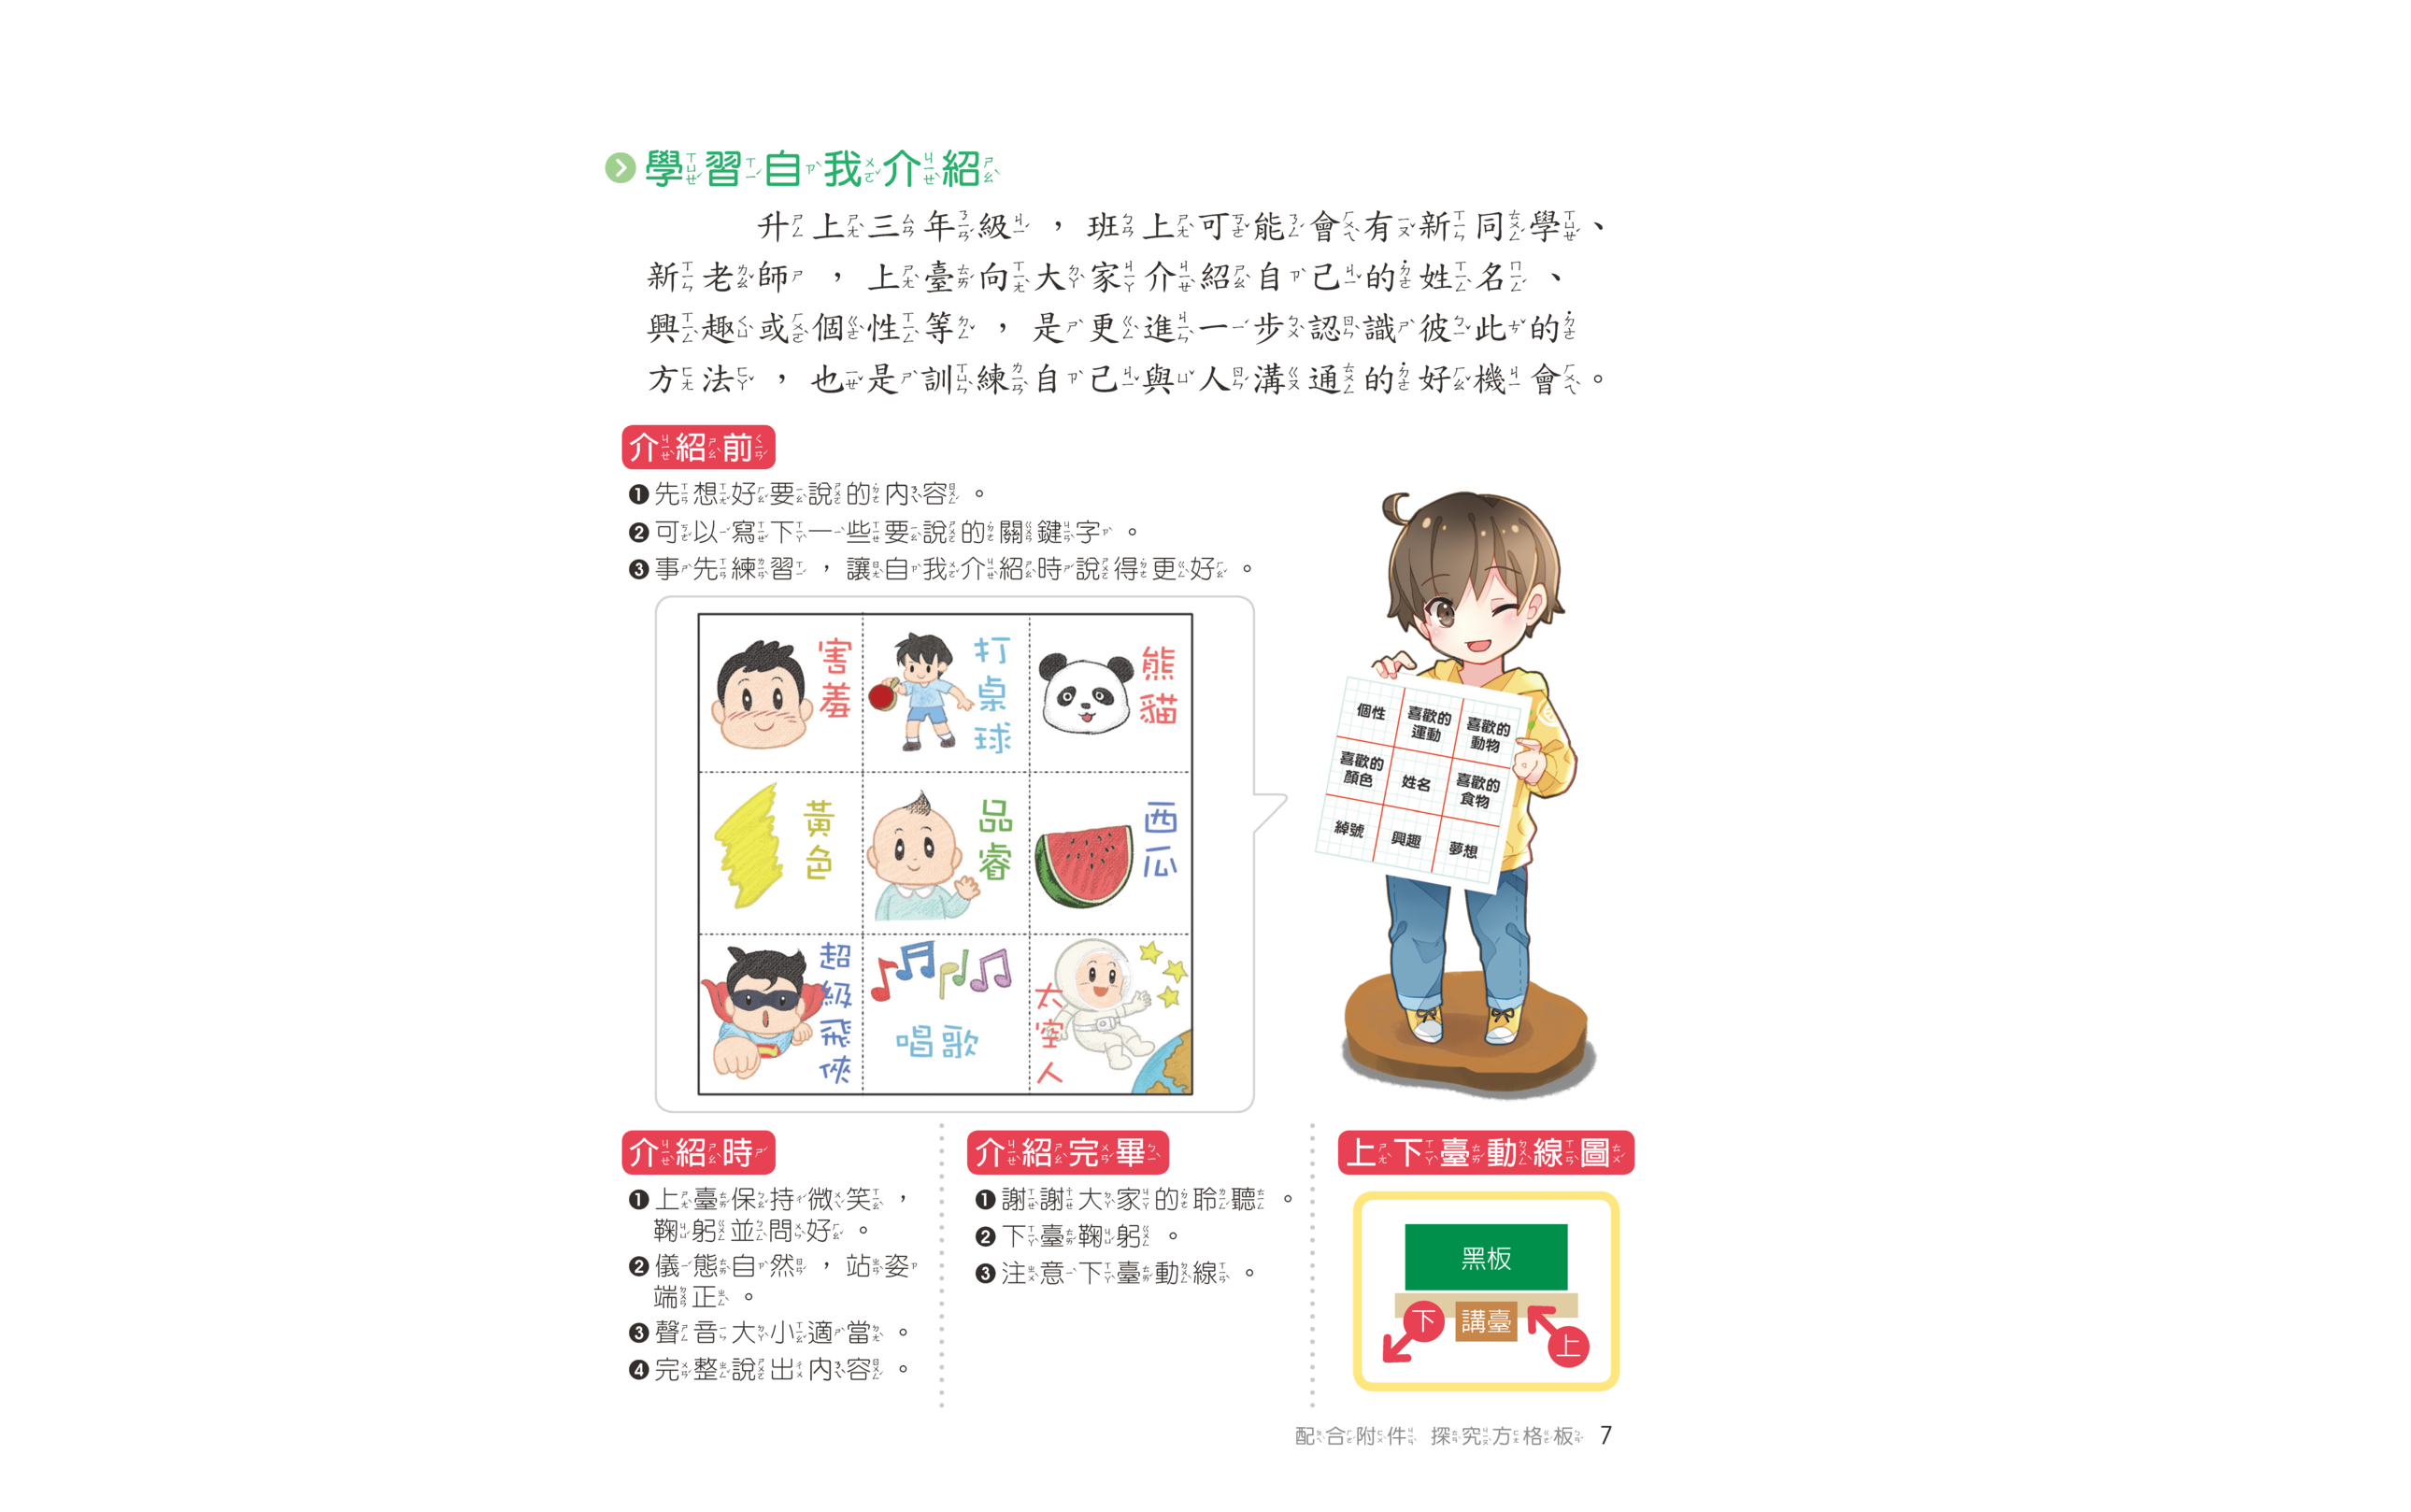 學習自我介紹
升上三年級，班上可能會有新同學、
新老師，上臺向大家介紹自己的姓名、
興趣或個性等，是更進一步認識彼此的
方法，也是訓練自己與人溝通的好機會。
介紹前
❶先想好要說的內容。
❷可以寫下一些要說的關鍵字。
❸事先練習，讓自我介紹時說得更好。
害羞
打桌球
熊貓
黃色
品睿
西瓜
超級飛俠
唱歌
太空人
個性
喜歡的
運動
喜歡的
動物
喜歡的
顏色
姓名
喜歡的
食物
綽號
興趣
夢想
介紹時
❶上臺保持微笑，
鞠躬並問好。
❷儀態自然，站姿
端正。
❸聲音大小適當。
❹完整說出內容。
介紹完畢
❶謝謝大家的聆聽。
❷下臺鞠躬。
❸注意下臺動線。
上下臺動線圖
黑板
下
講臺
上
配合附件 探究方格板 7